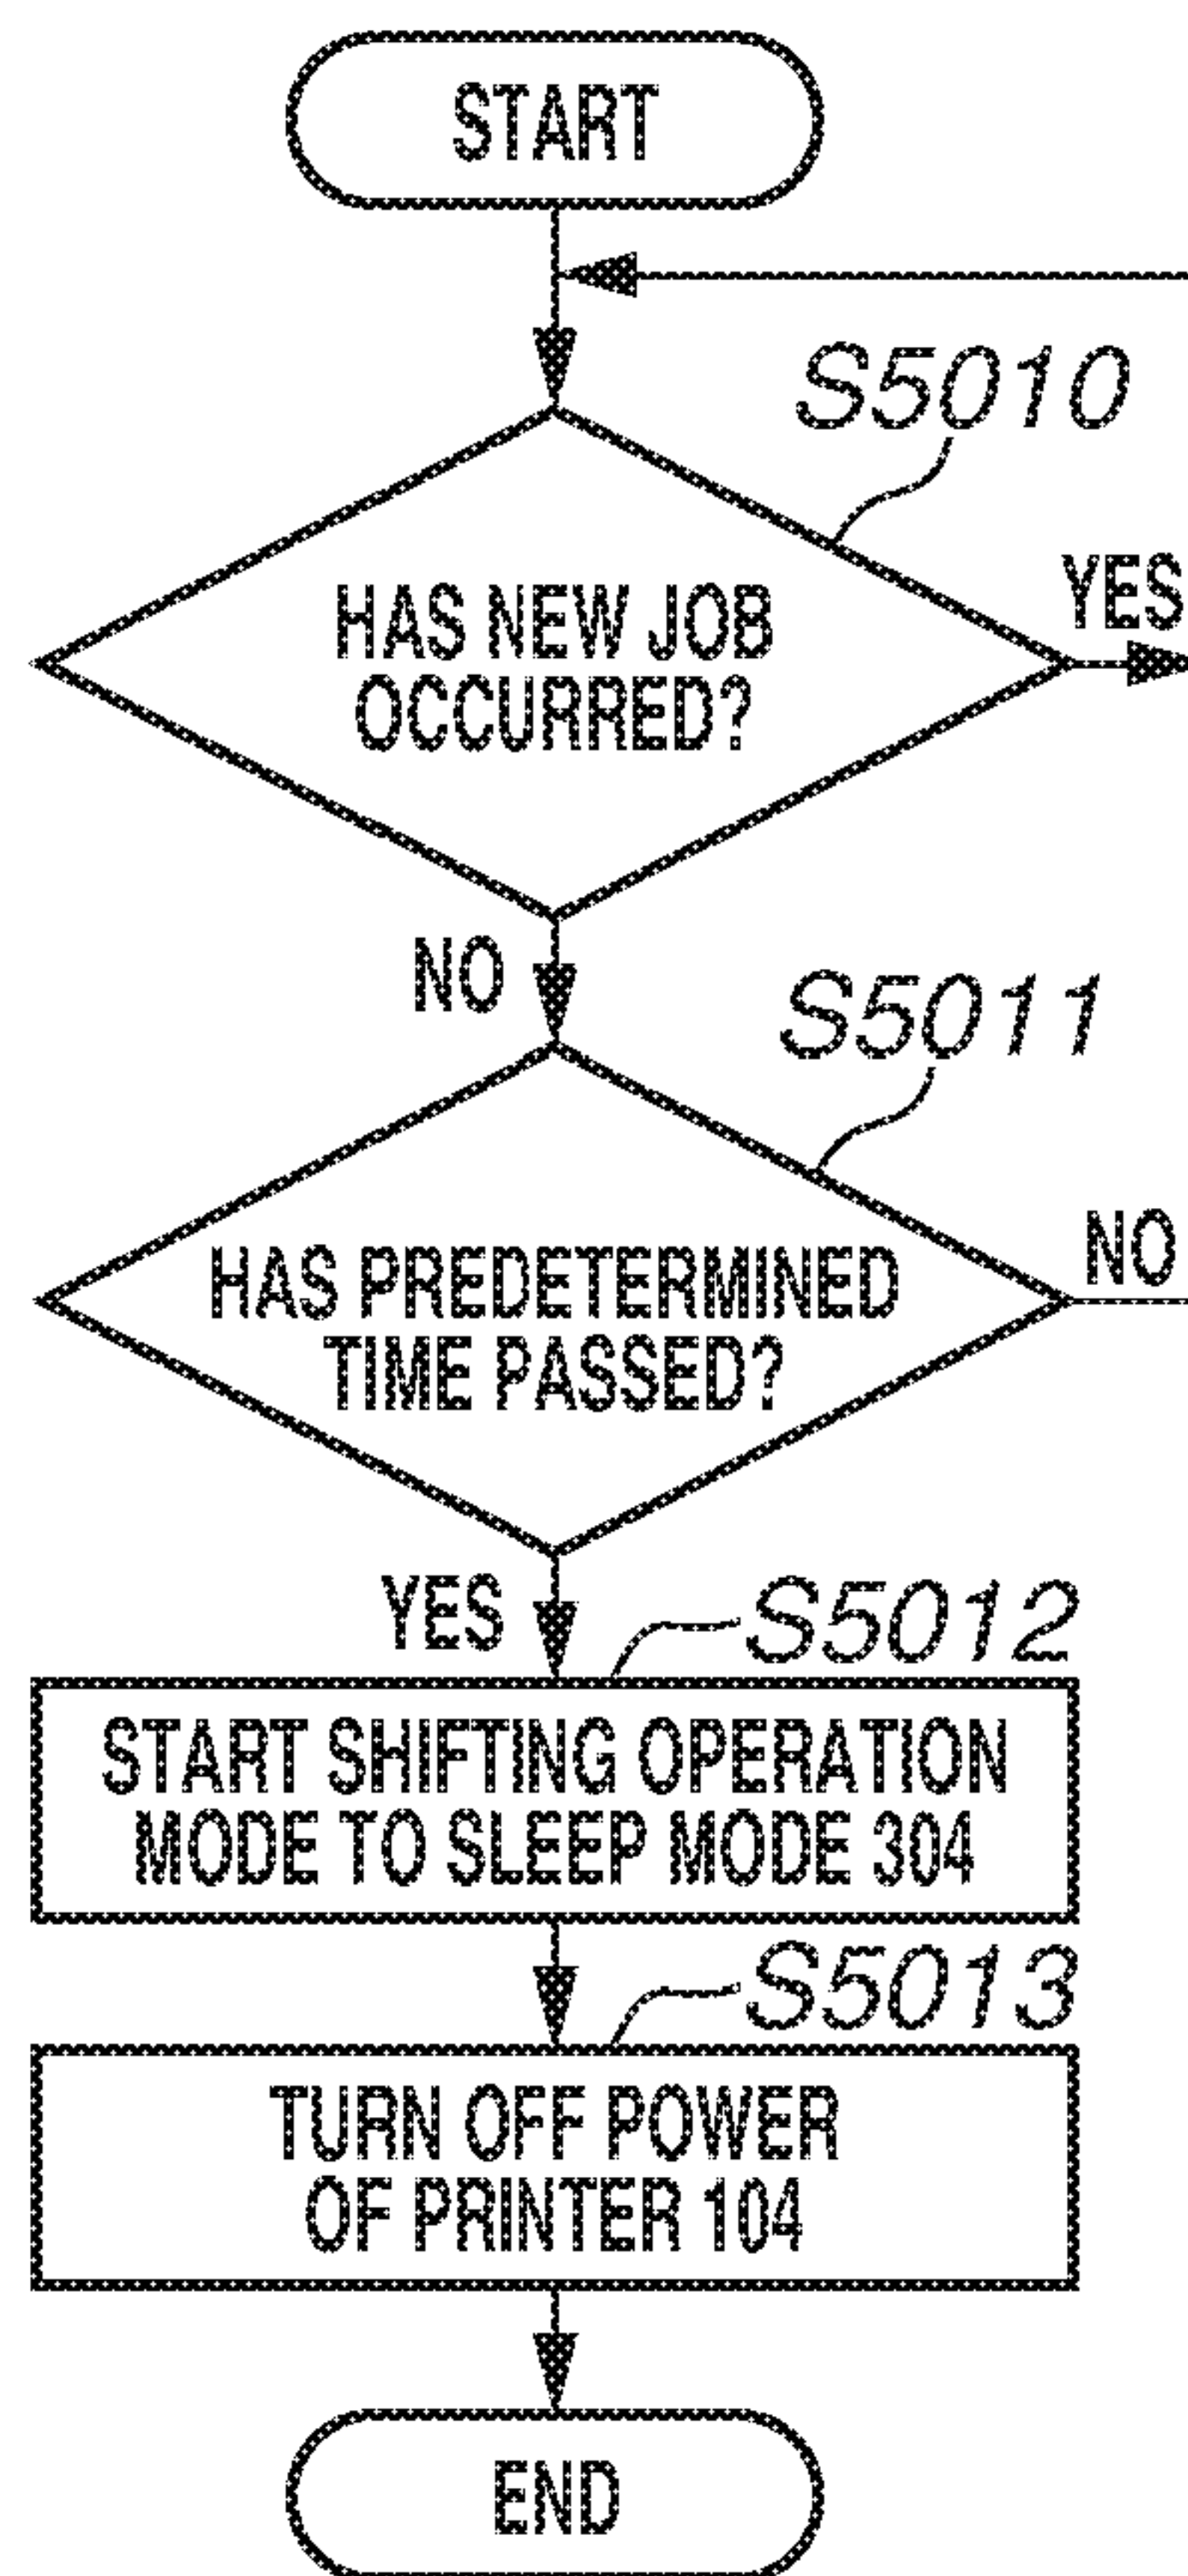 START
S5010
HAS NEW JOB
OCCURRED?
YES
NO
S5011
HAS PREDETERMINED
TIME PASSED?
NO
YES
S5012
START SHIFTING OPERATION
MODE TO SLEEP MODE 304
S5013
TURN OFF POWER
OF PRINTER 104
END